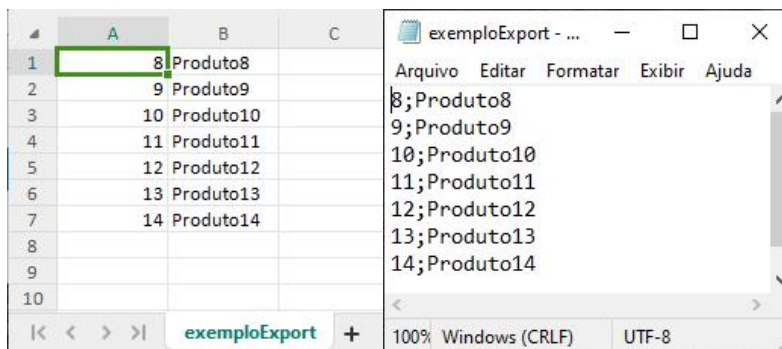 A B C
1 8 Produto8
2 9 Produto9
3 10 Produto10
4 11 Produto11
5 12 Produto12
6 13 Produto13
7 14 Produto14
8
9
10
exemploExport +
exemploExport - ...
Arquivo Editar Formatar Exibir Ajuda
8;Produto8
9;Produto9
10;Produto10
11;Produto11
12;Produto12
13;Produto13
14;Produto14
100% Windows (CRLF) UTF-8